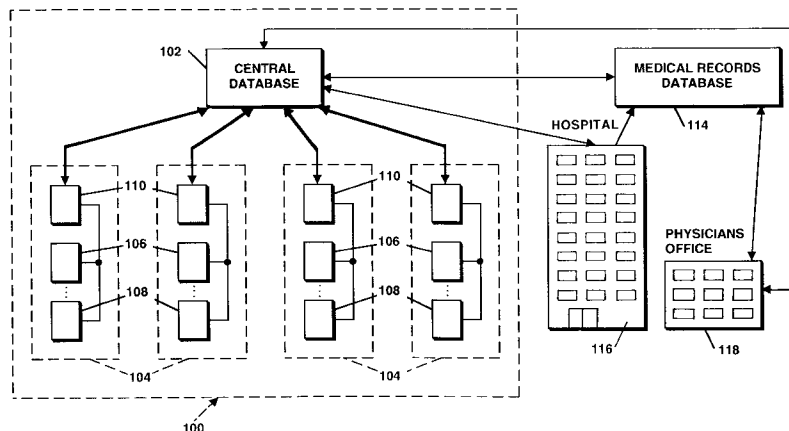 102
CENTRAL
DATABASE
MEDICAL RECORDS
DATABASE
114
HOSPITAL
110
110
106
106
PHYSICIANS
OFFICE
108
108
104
104
116
118
100